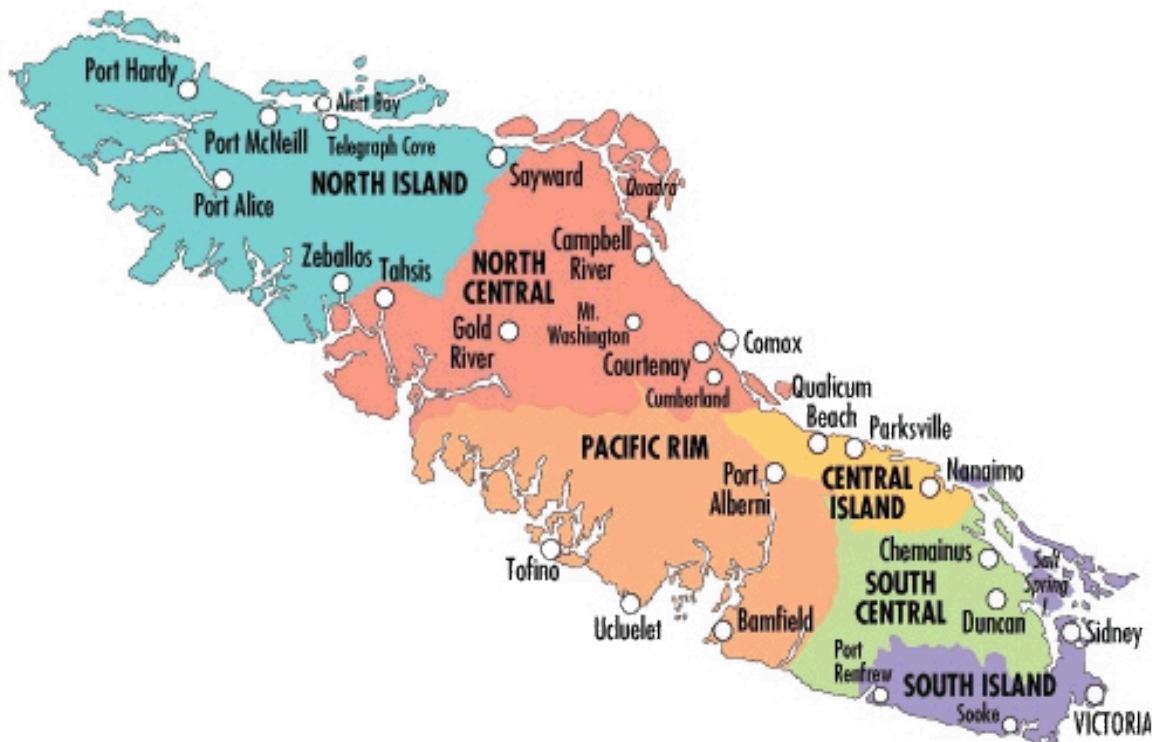 Port Hardy
Alert Bay
Port McNeill
Telegraph Cove
NORTH ISLAND
Sayward
Port Alice
Quadra
I
Campbell
River
Zeballos
Tahsis
NORTH
CENTRAL
Gold
River
Mt.
Washington
Comox
Courtenay
Cumberland
Qualicum
Beach
Parksville
PACIFIC RIM
Port
Alberni
CENTRAL
ISLAND
Nanaimo
Tofino
Chemainus
Salt
Spring
I
SOUTH
CENTRAL
Duncan
Ucluelet
Bamfield
Sidney
Port
Renfrew
SOUTH ISLAND
Sooke
VICTORIA